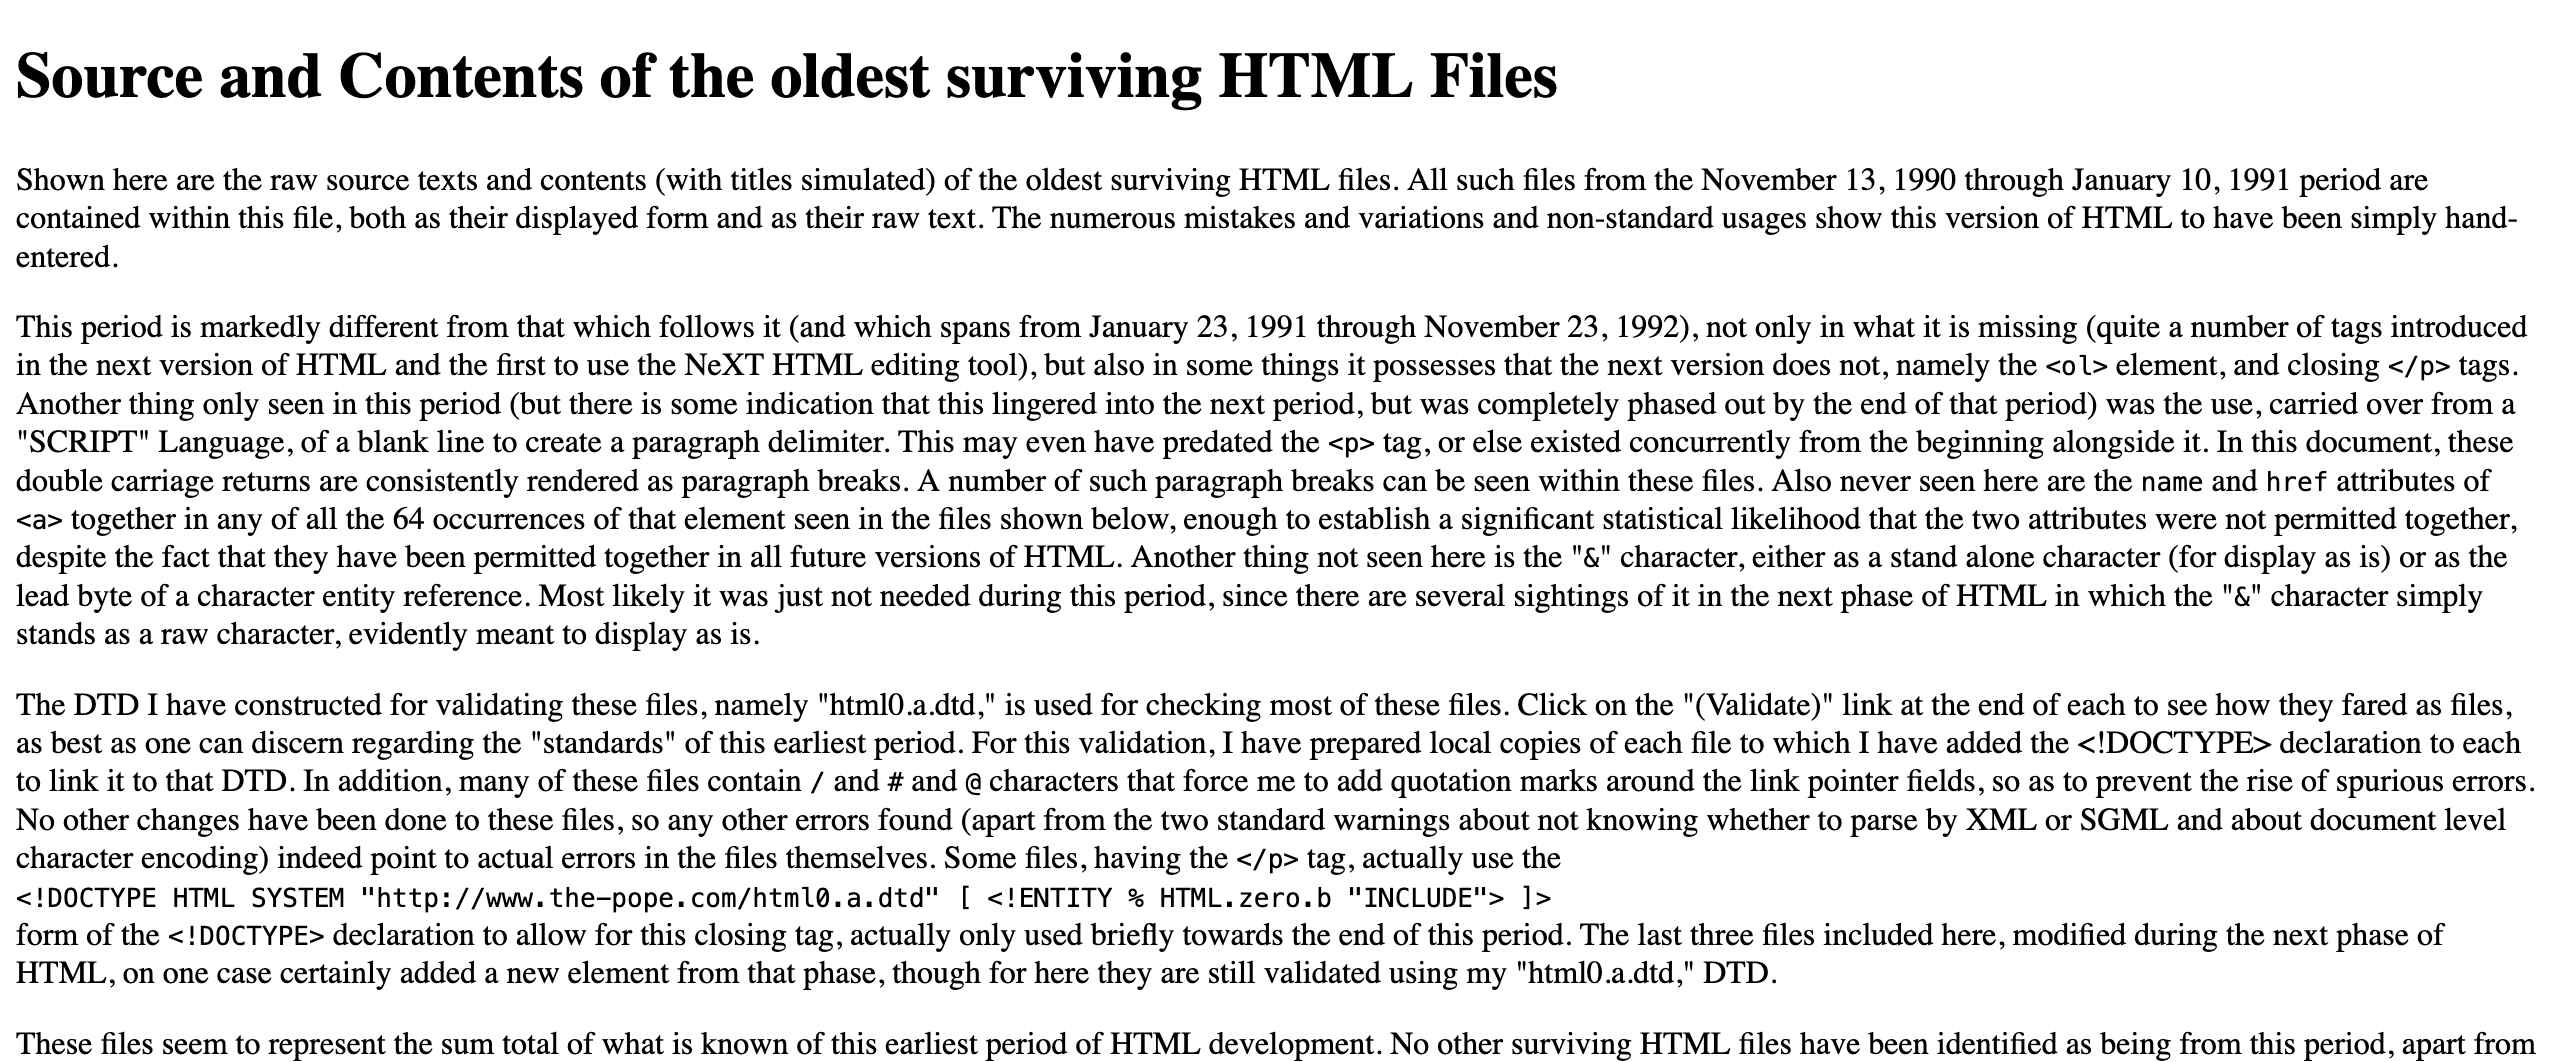 Source and Contents of the oldest surviving HTML Files
Shown here are the raw source texts and contents (with titles simulated) of the oldest surviving HTML files. All such files from the November 13, 1990 through January 10, 1991 period are
contained within this file, both as their displayed form and as their raw text. The numerous mistakes and variations and non-standard usages show this version of HTML to have been simply hand-
entered.
This period is markedly different from that which follows it (and which spans from January 23, 1991 through November 23, 1992), not only in what it is missing (quite a number of tags introduced
in the next version of HTML and the first to use the NeXT HTML editing tool), but also in some things it possesses that the next version does not, namely the <ol> element, and closing </p> tags.
Another thing only seen in this period (but there is some indication that this lingered into the next period, but was completely phased out by the end of that period) was the use, carried over from a
"SCRIPT" Language, of a blank line to create a paragraph delimiter. This may even have predated the <p> tag, or else existed concurrently from the beginning alongside it. In this document, these
double carriage returns are consistently rendered as paragraph breaks. A number of such paragraph breaks can be seen within these files. Also never seen here are the name and href attributes of
<a> together in any of all the 64 occurrences of that element seen in the files shown below, enough to establish a significant statistical likelihood that the two attributes were not permitted together,
despite the fact that they have been permitted together in all future versions of HTML. Another thing not seen here is the "&" character, either as a stand alone character (for display as is) or as the
lead byte of a character entity reference. Most likely it was just not needed during this period, since there are several sightings of it in the next phase of HTML in which the "&" character simply
stands as a raw character, evidently meant to display as is.
The DTD I have constructed for validating these files, namely "html0.a.dtd," is used for checking most of these files. Click on the "(Validate)" link at the end of each to see how they fared as files,
as best as one can discern regarding the "standards" of this earliest period. For this validation, I have prepared local copies of each file to which I have added the <!DOCTYPE> declaration to each
to link it to that DTD. In addition, many of these files contain / and # and @ characters that force me to add quotation marks around the link pointer fields, so as to prevent the rise of spurious errors.
No other changes have been done to these files, so any other errors found (apart from the two standard warnings about not knowing whether to parse by XML or SGML and about document level
character encoding) indeed point to actual errors in the files themselves. Some files, having the </p> tag, actually use the
<!DOCTYPE HTML SYSTEM "http://www.the-pope.com/html0.a.dtd" [ <!ENTITY % HTML.zero.b "INCLUDE"> ]>
form of the <!DOCTYPE> declaration to allow for this closing tag, actually only used briefly towards the end of this period. The last three files included here, modified during the next phase of
HTML, on one case certainly added a new element from that phase, though for here they are still validated using my "html0.a.dtd," DTD.
These files seem to represent the sum total of what is known of this earliest period of HTML development. No other surviving HTML files have been identified as being from this period, apart from